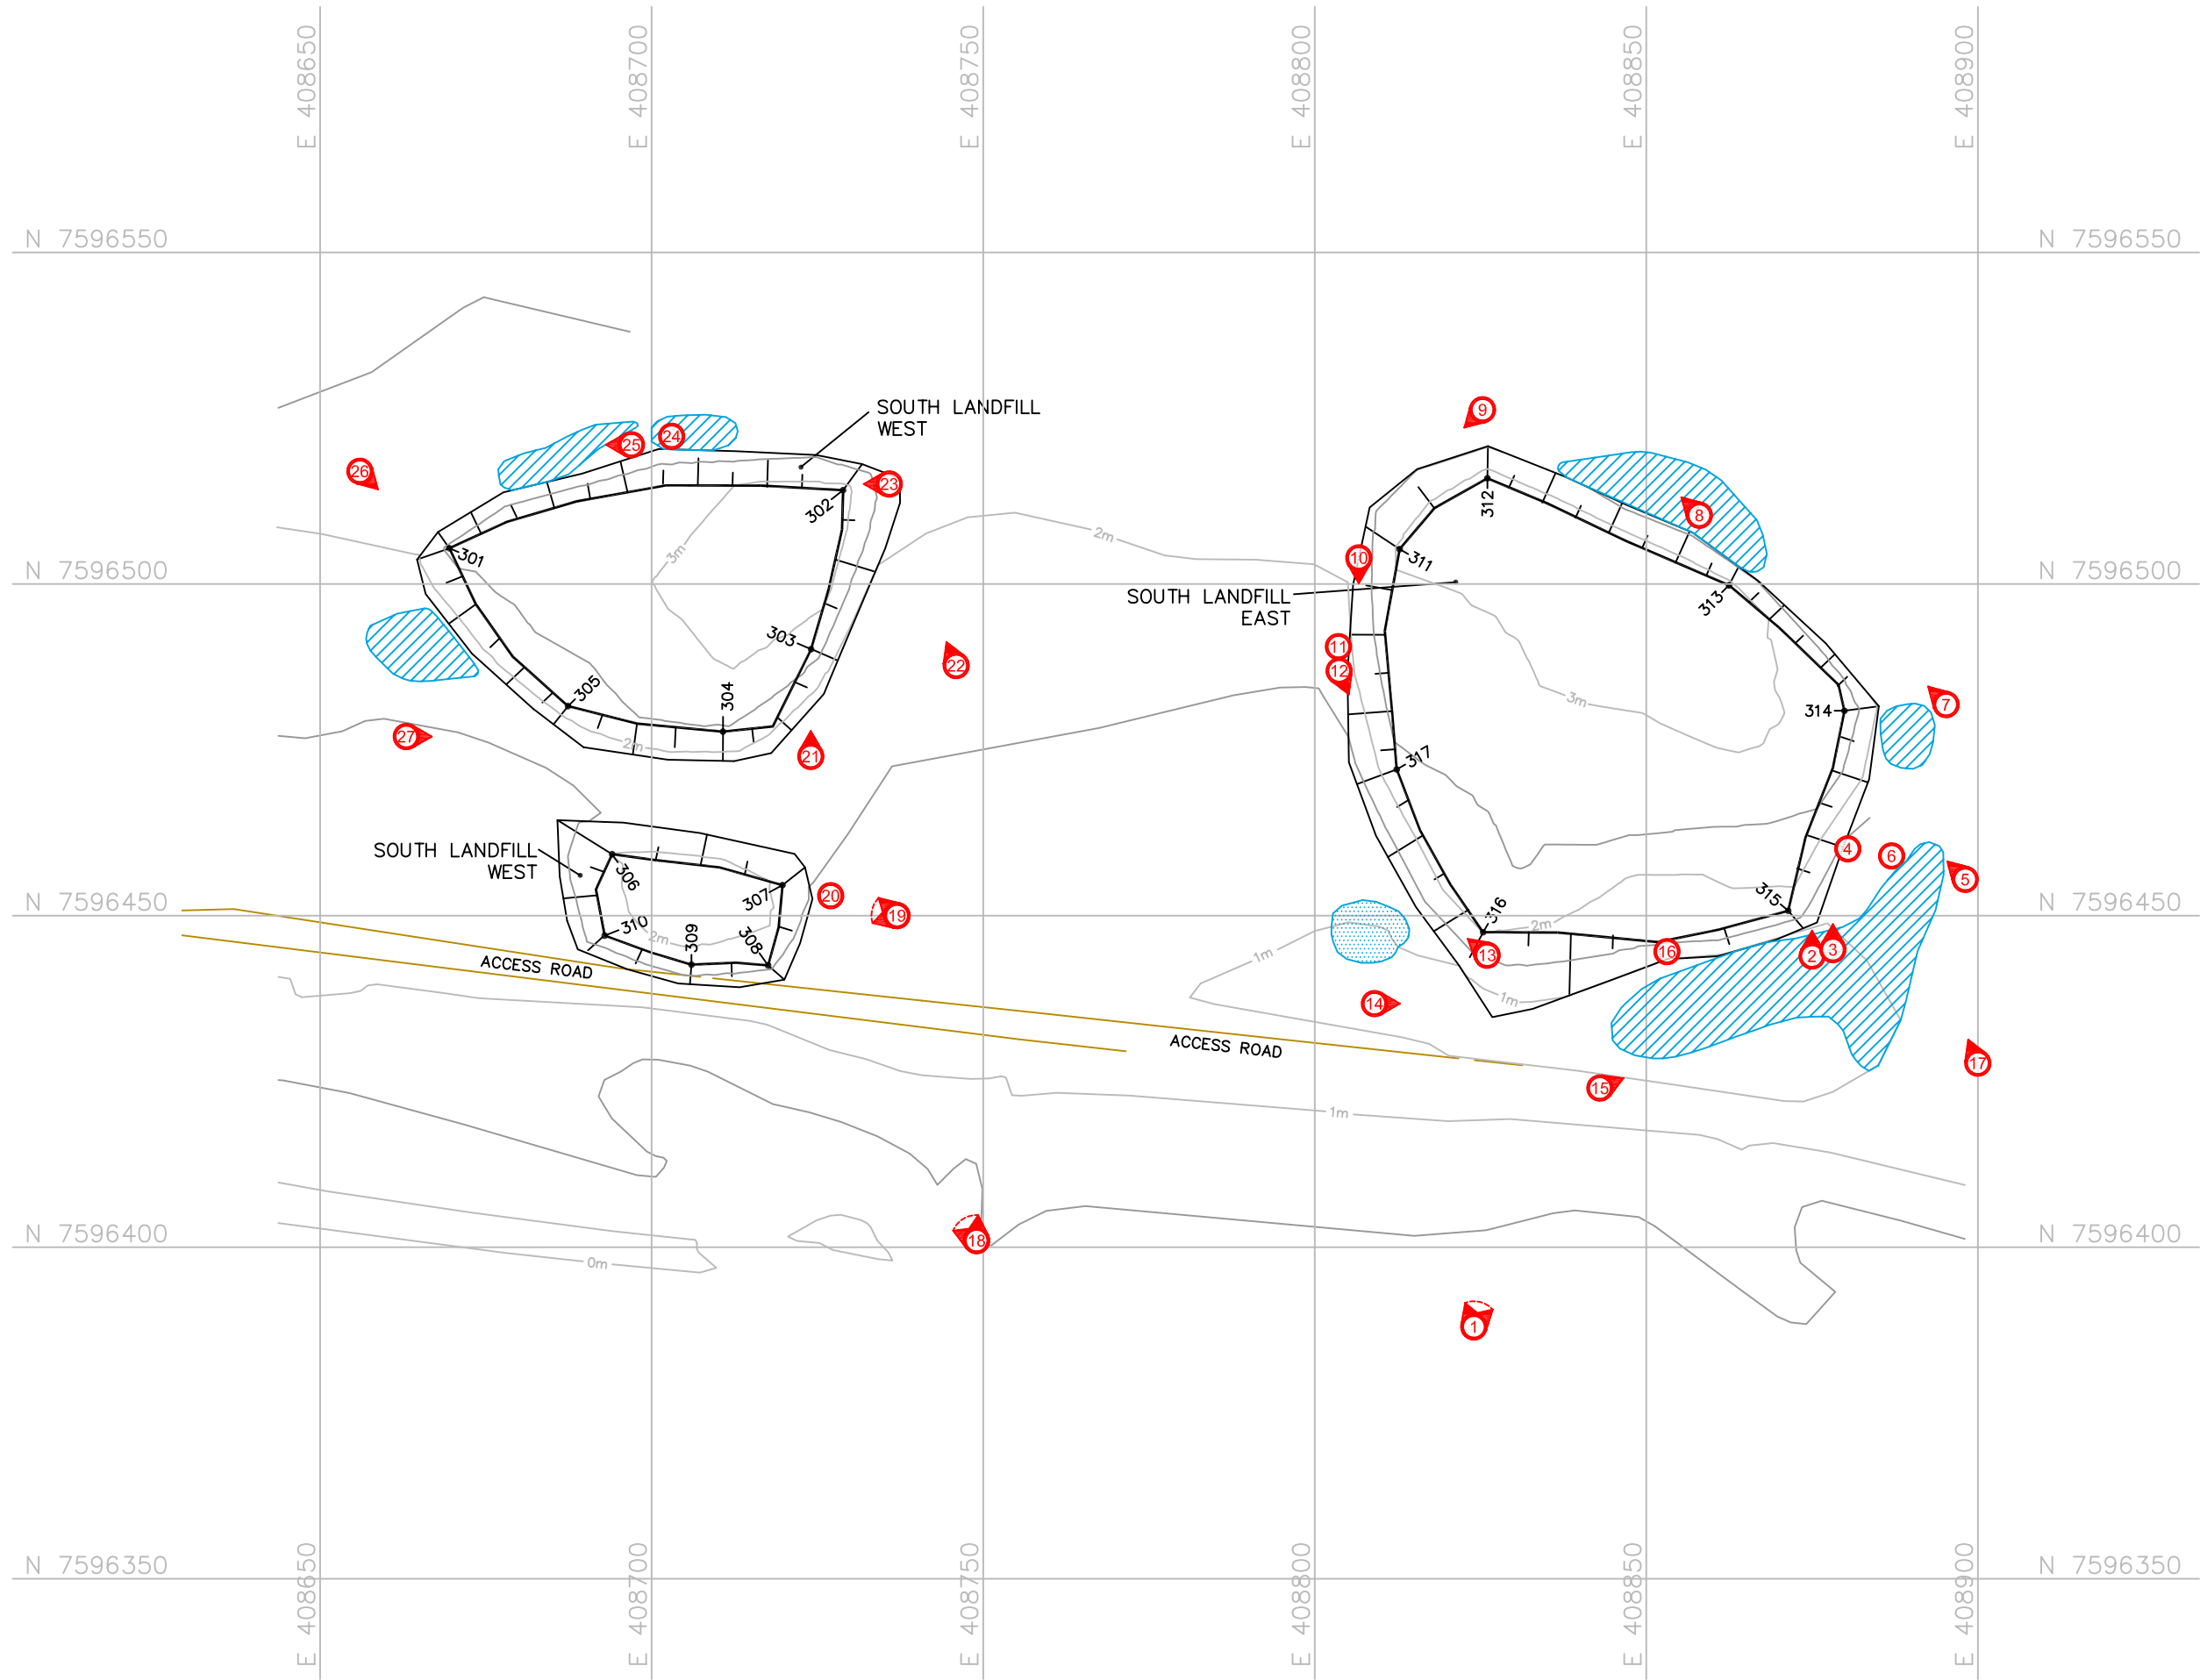 E 408650
E 408700
E 408750
E 408800
E 408850
E 408900
N 7596550
N 7596550
SOUTH LANDFILL
WEST
9
24
25
26
23
302
312
8
2m
3m
301
10
311
N 7596500
N 7596500
SOUTH LANDFILL
EAST
313
303
11
12
22
305
304
3m
7
314
27
2m
21
317
SOUTH LANDFILL
WEST
4
6
306
5
307
20
315
N 7596450
19
316
N 7596450
310
309
308
2m
2m
1m
13
16
2
3
ACCESS ROAD
14
1m
ACCESS ROAD
17
15
1m
N 7596400
18
N 7596400
0m
1
N 7596350
N 7596350
E 408650
E 408700
E 408750
E 408800
E 408850
E 408900